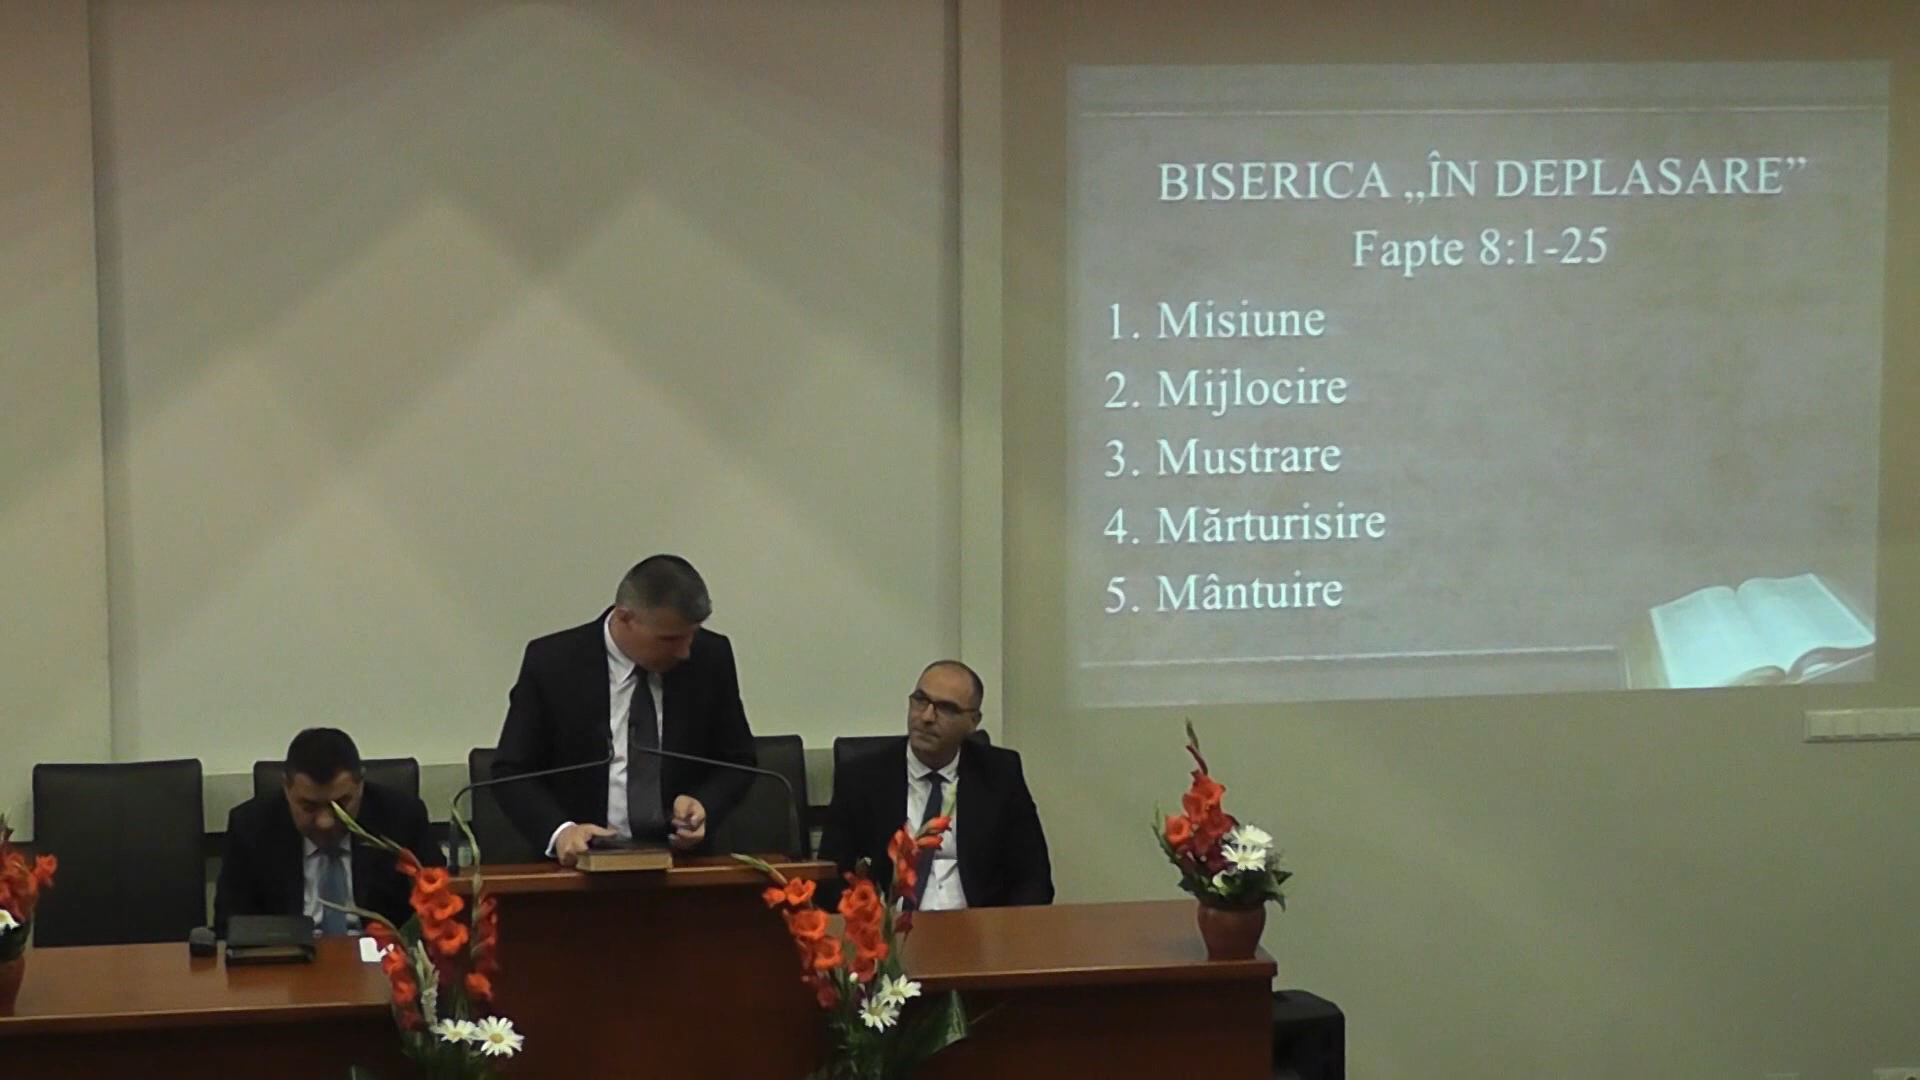 BISERICA „ÎN DEPLASARE”
Fapte 8:1-25
1. Misiune
2. Mijlocire
3. Mustrare
4. Mărturisire
5. Mântuire